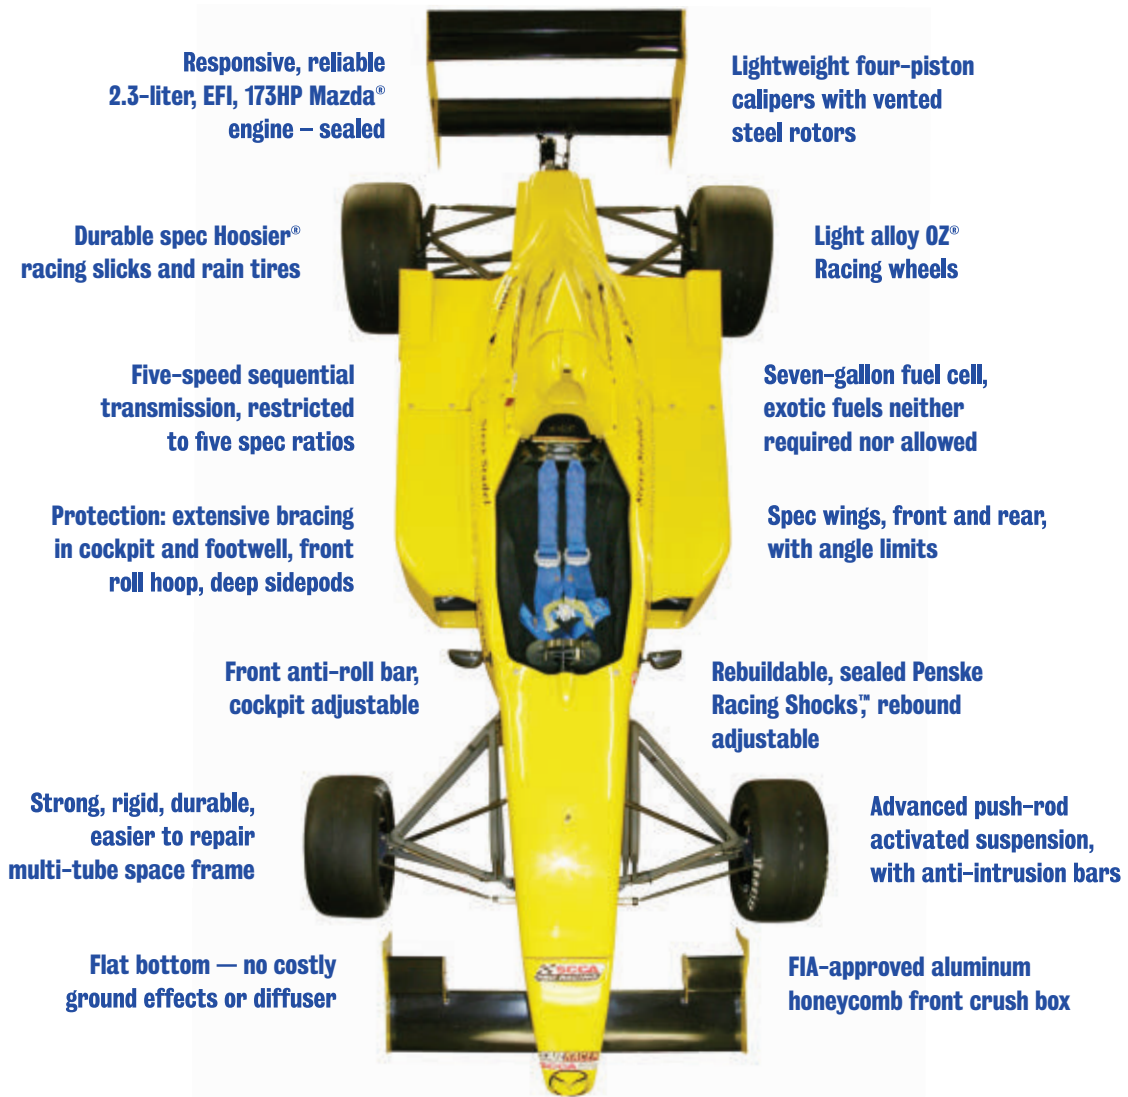 Responsive, reliable
2.3-liter, EFI, 173HP Mazda®
engine – sealed
Lightweight four-piston
calipers with vented
steel rotors
Durable spec Hoosier®
racing slicks and rain tires
Light alloy OZ®
Racing wheels
Five-speed sequential
transmission, restricted
to five spec ratios
Seven-gallon fuel cell,
exotic fuels neither
required nor allowed
Protection: extensive bracing
in cockpit and footwell, front
roll hoop, deep sidepods
Spec wings, front and rear,
with angle limits
Front anti-roll bar,
cockpit adjustable
Rebuildable, sealed Penske
Racing Shocks,™ rebound
adjustable
Strong, rigid, durable,
easier to repair
multi-tube space frame
Advanced push-rod
activated suspension,
with anti-intrusion bars
Flat bottom — no costly
ground effects or diffuser
FIA-approved aluminum
honeycomb front crush box
SCCA
SCCA